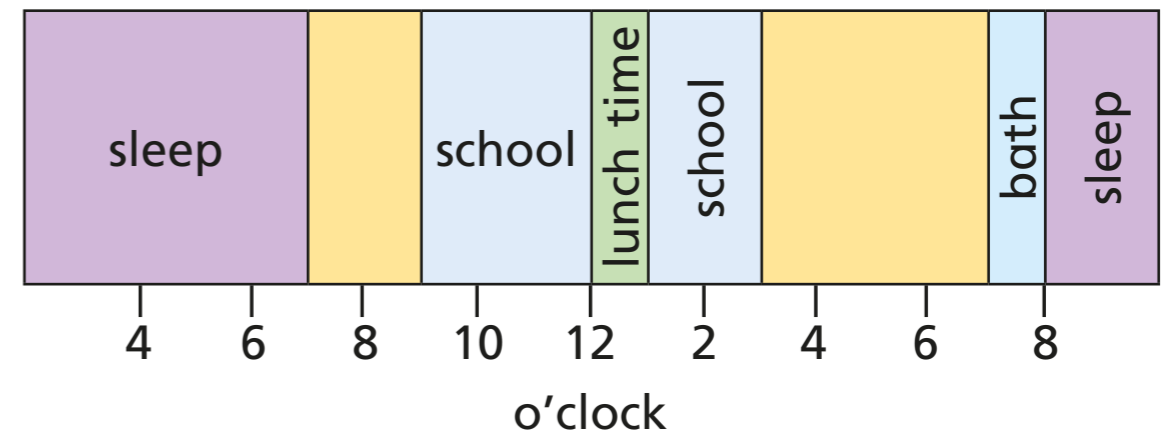 sleep
school
lunch time
school
bath
sleep
4 6 8 10 12 2 4 6 8
o'clock